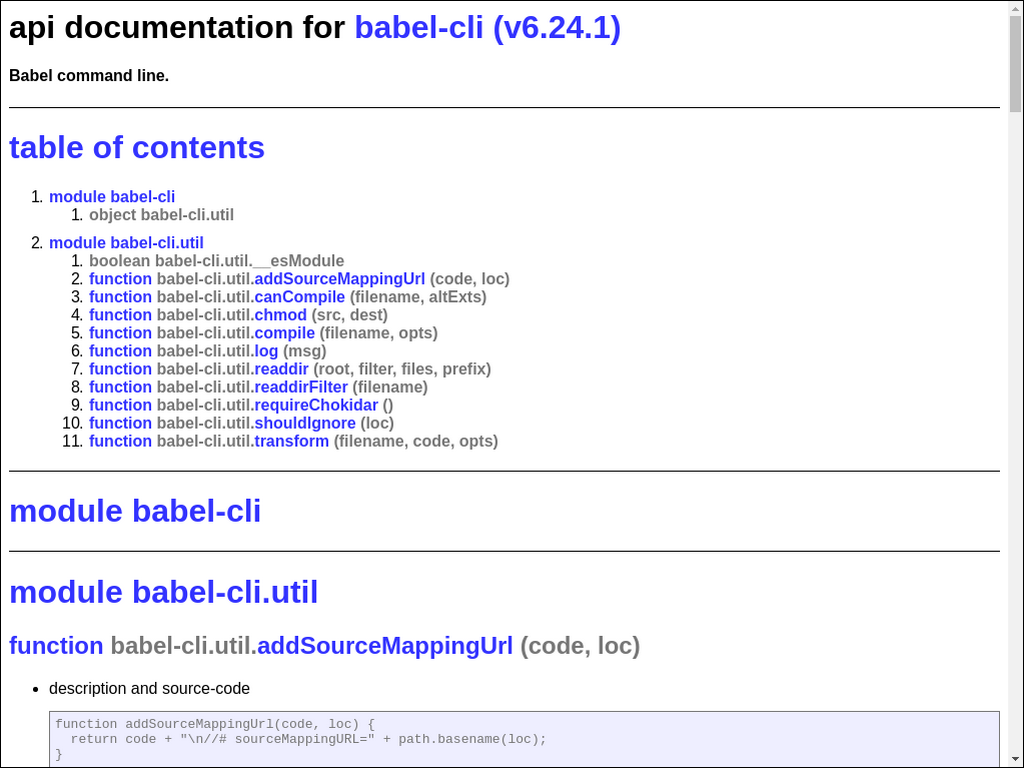 api documentation for babel-cli (v6.24.1)
Babel command line.
table of contents
1. module babel-cli
1. object babel-cli.util
2. module babel-cli.util
1. boolean babel-cli.util.__esModule
2. function babel-cli.util.addSourceMappingUrl (code, loc)
3. function babel-cli.util.canCompile (filename, altExts)
4. function babel-cli.util.chmod (src, dest)
5. function babel-cli.util.compile (filename, opts)
6. function babel-cli.util.log (msg)
7. function babel-cli.util.readdir (root, filter, files, prefix)
8. function babel-cli.util.readdirFilter (filename)
9. function babel-cli.util.requireChokidar ()
10. function babel-cli.util.shouldIgnore (loc)
11. function babel-cli.util.transform (filename, code, opts)
module babel-cli
module babel-cli.util
function babel-cli.util.addSourceMappingUrl (code, loc)
• description and source-code
function addSourceMappingUrl(code, loc) {
  return code + "\n//# sourceMappingURL=" + path.basename(loc);
}